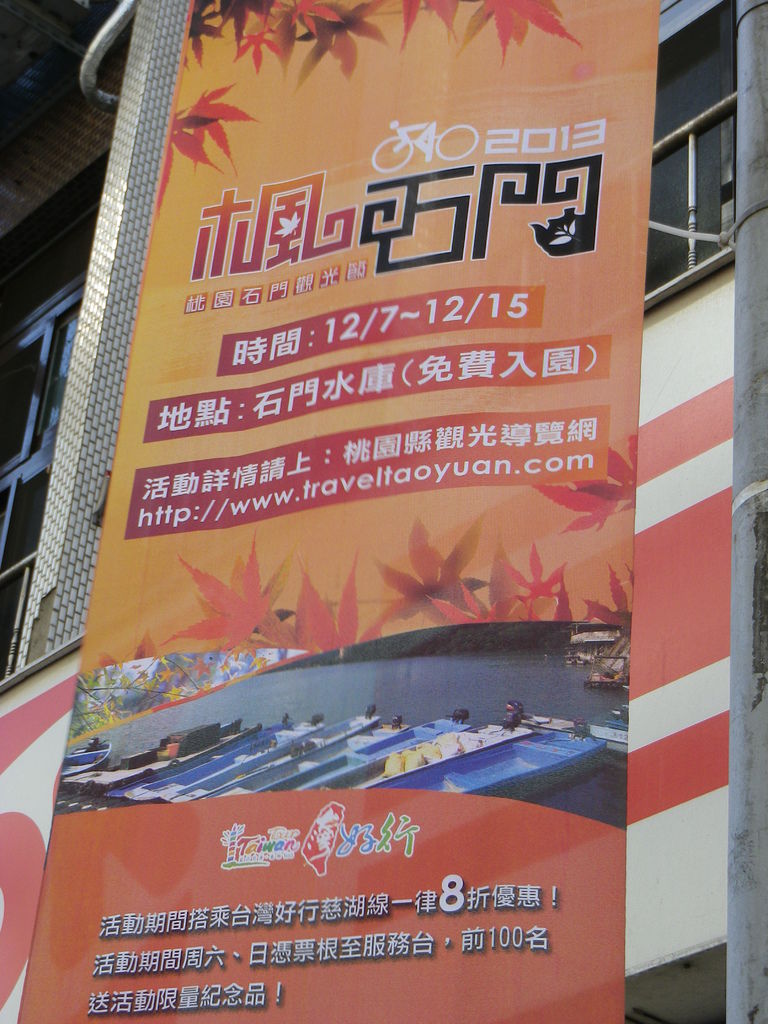 2013
楓石門
桃園石門觀光節
時間：12/7~12/15
地點：石門水庫（免費入園）
活動詳情請上：桃園縣觀光導覽網
http://www.traveltaoyuan.com
Taiwan Tour 台灣好行
活動期間搭乘台灣好行慈湖線一律8折優惠！
活動期間周六、日憑票根至服務台，前100名
送活動限量紀念品！